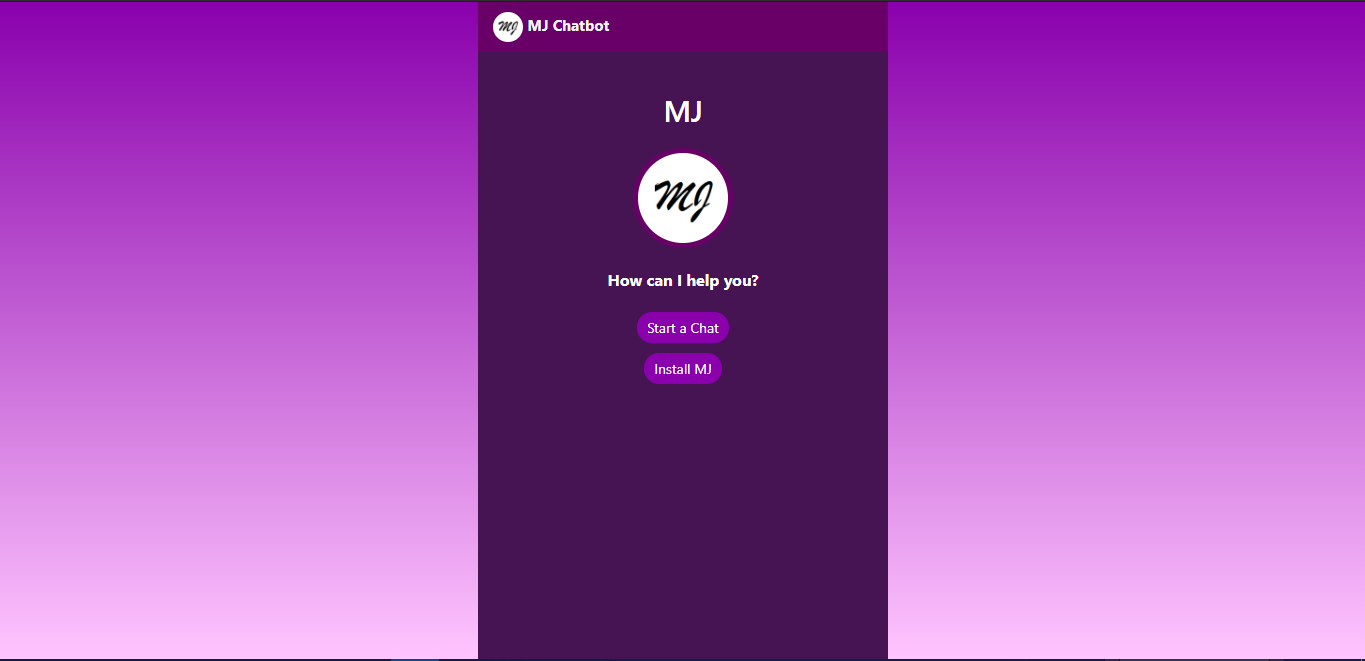 MJ MJ Chatbot
MJ
MJ
How can I help you?
Start a Chat
Install MJ